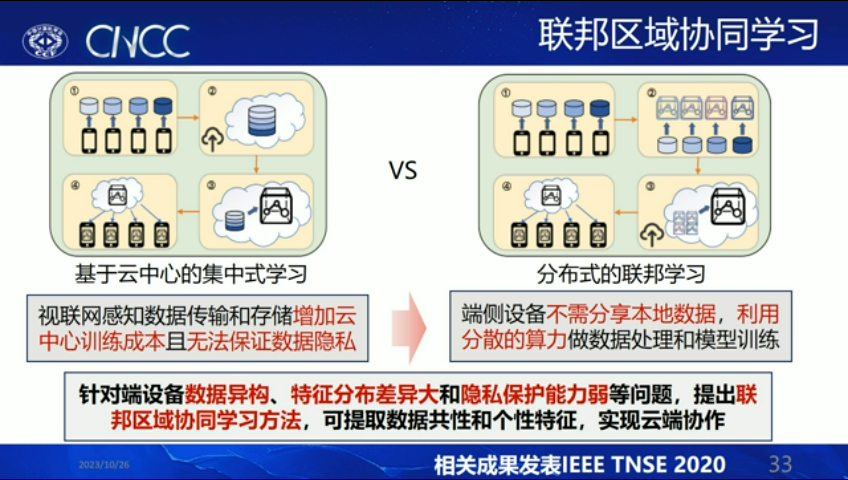 CNCC
CCF
联邦区域协同学习
①
②
④
③
①
②
④
③
VS
基于云中心的集中式学习
分布式的联邦学习
视联网感知数据传输和存储增加云
中心训练成本且无法保证数据隐私
端侧设备不需分享本地数据，利用
分散的算力做数据处理和模型训练
针对端设备数据异构、特征分布差异大和隐私保护能力弱等问题，提出联
邦区域协同学习方法，可提取数据共性和个性特征，实现云端协作
2023/10/26
相关成果发表IEEE TNSE 2020
33